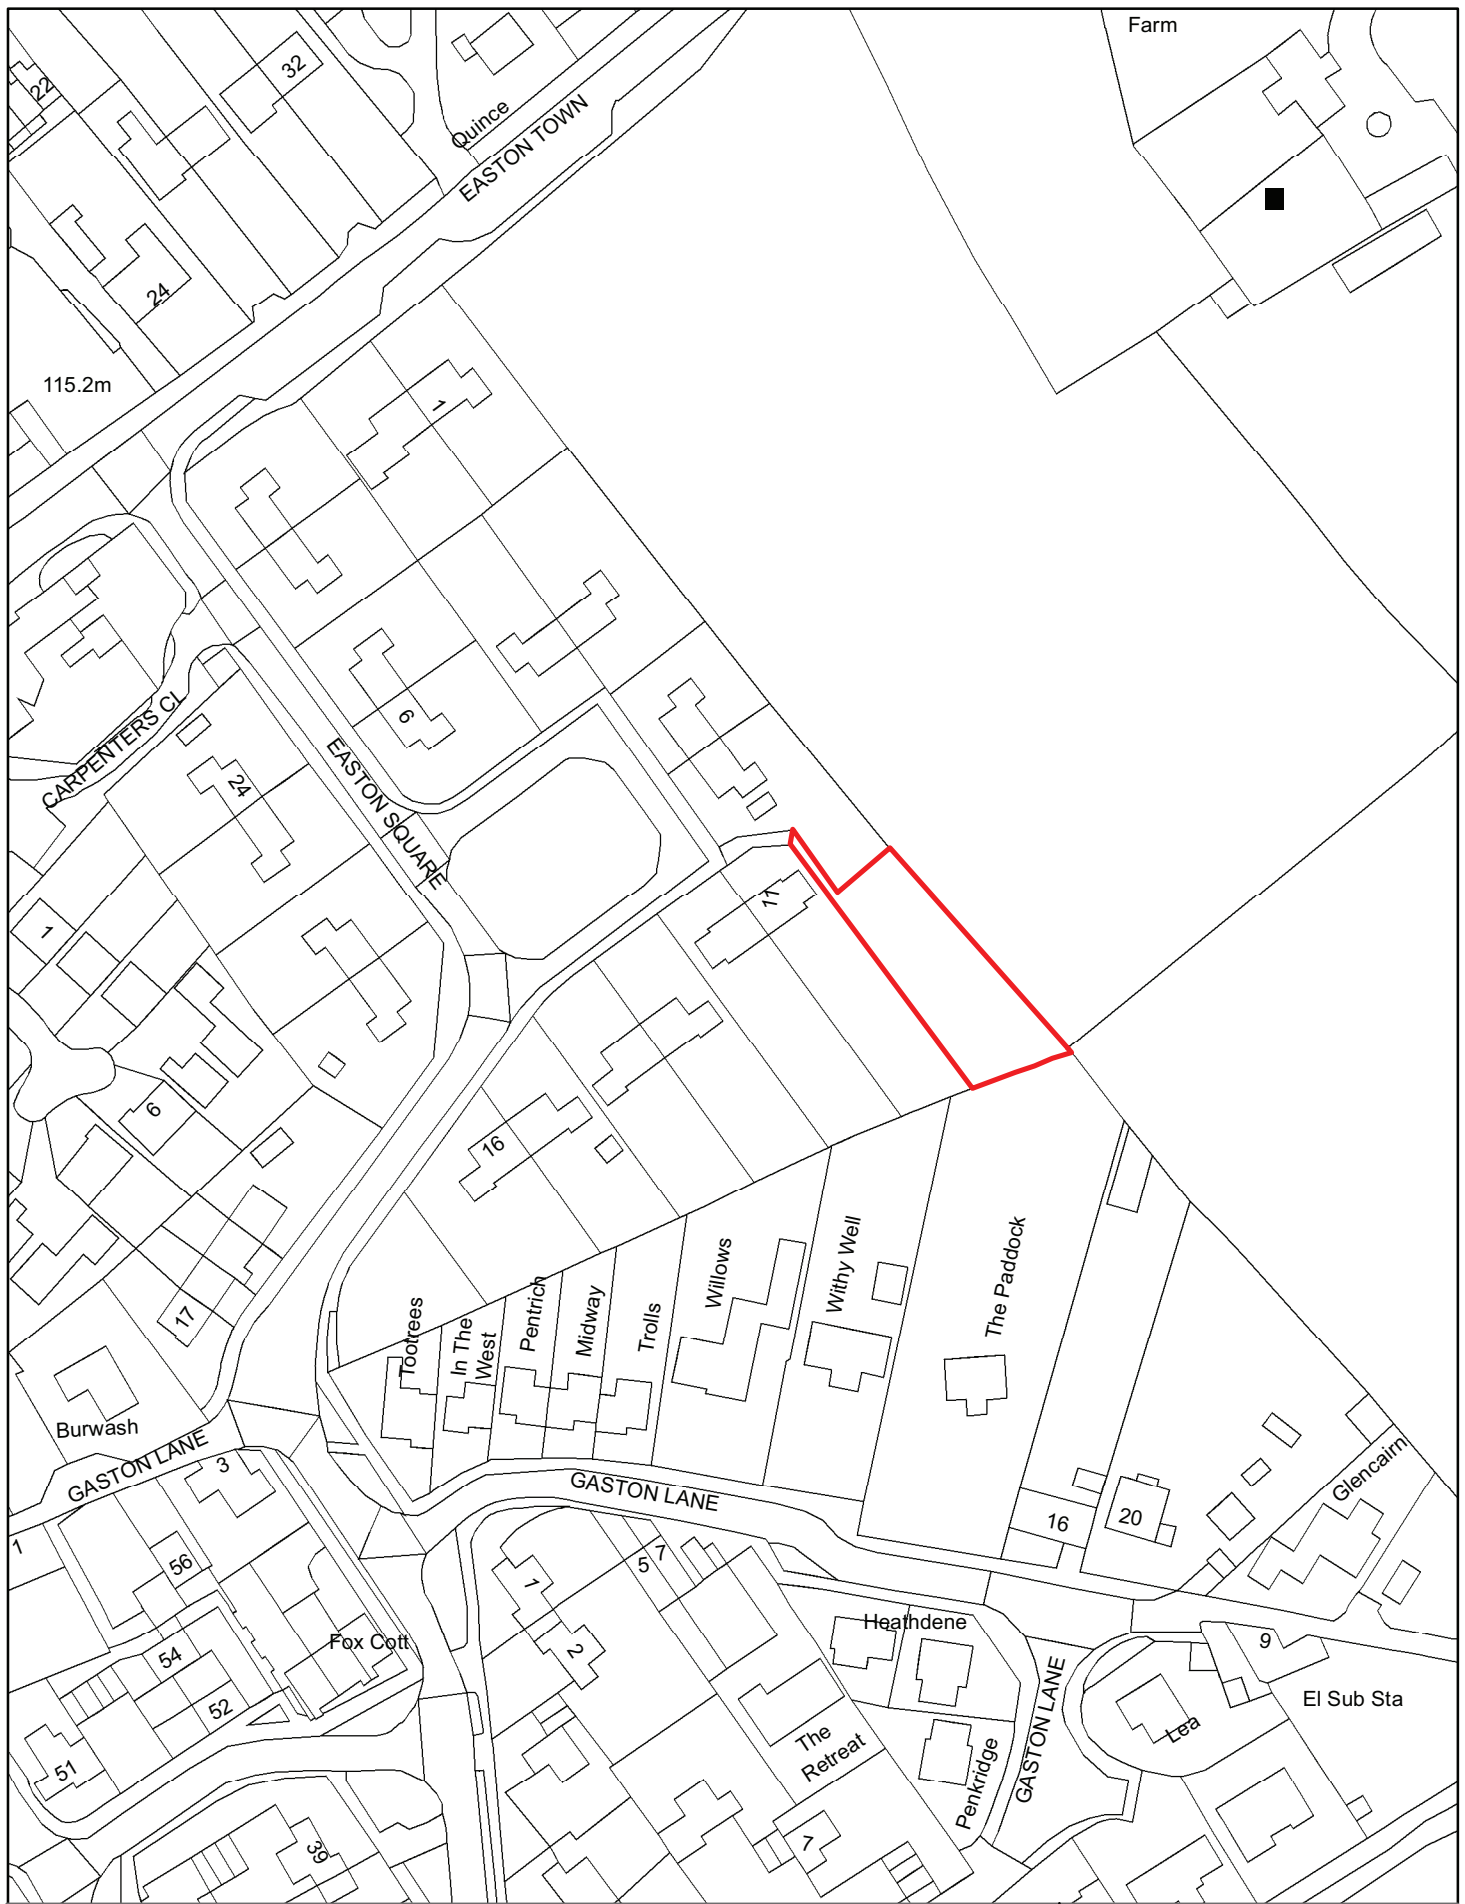 Farm
22
32
Quince
EASTON TOWN
24
115.2m
1
6
CARPENTERS CL
24
EASTON SQUARE
11
1
6
16
17
Tootrees
In The
West
Pentrich
Midway
Trolls
Willows
Withy Well
The Paddock
Burwash
GASTON LANE
3
GASTON LANE
Glencairn
16
20
1
56
5
7
1
2
Fox Cott
Heathdene
9
54
52
GASTON LANE
El Sub Sta
Lea
51
The
Retreat
Penkridge
39
7